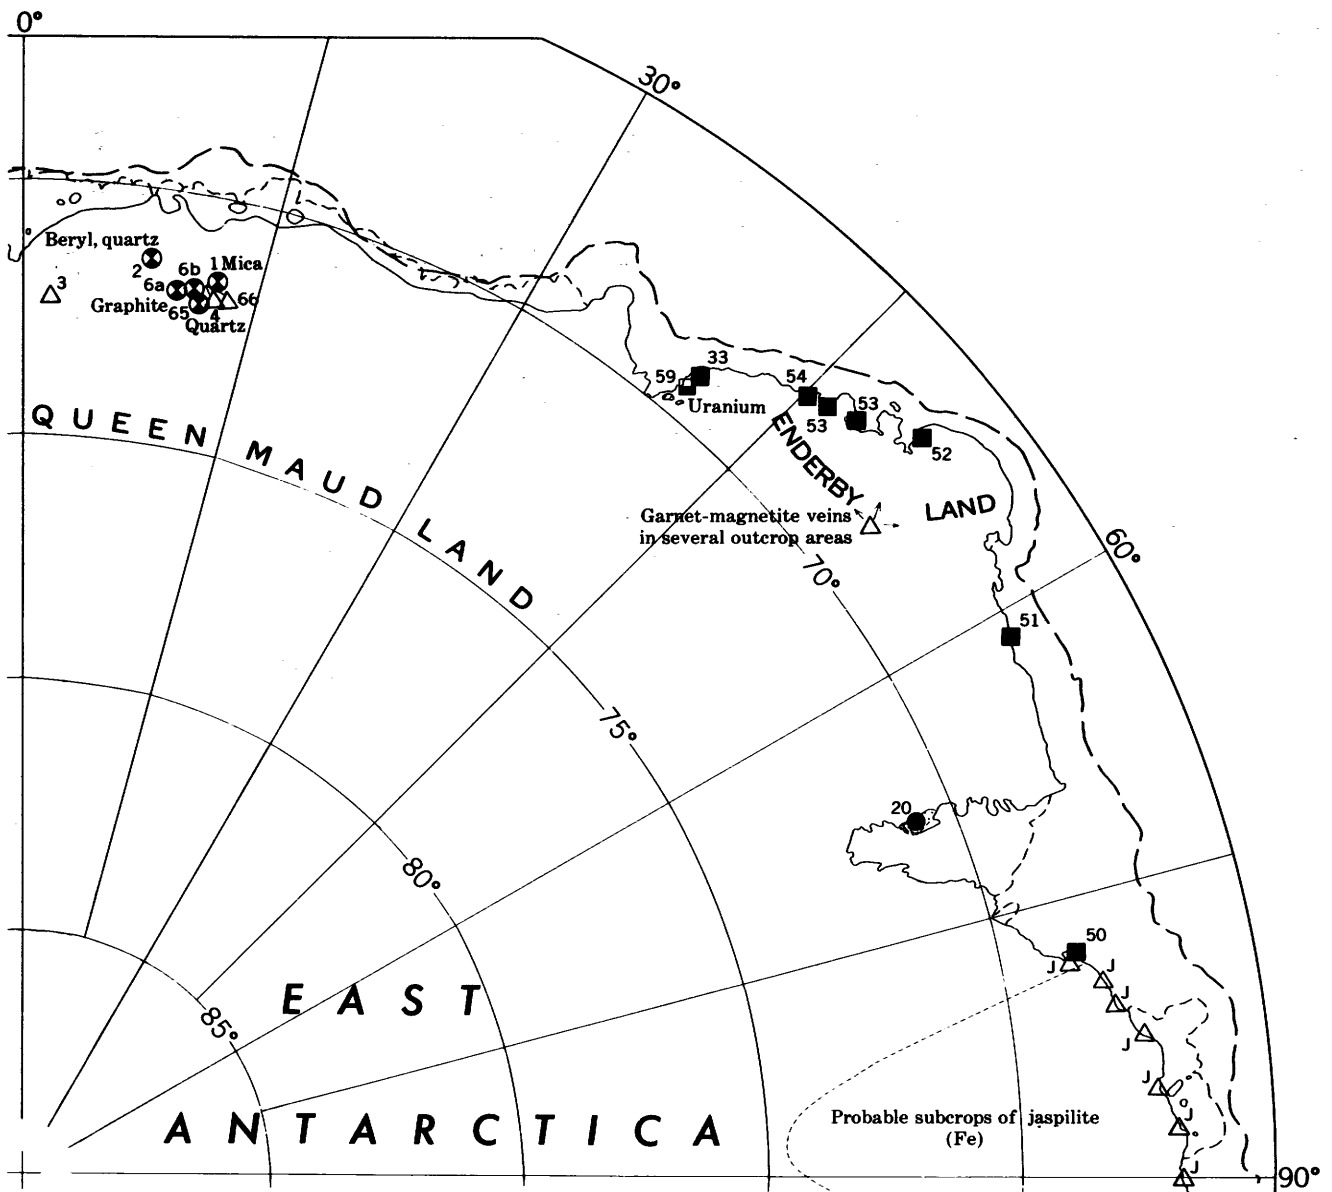 0°
30°
Beryl, quartz
2
3
6b
1 Mica
6a
Graphite
66
65
4
Quartz
QUEEN MAUD LAND
33
59
Uranium
54
53
53
52
ENDERBY
LAND
Garnet-magnetite veins
in several outcrop areas
60°
70°
51
75°
20
80°
50
J
J
J
EAST
85°
J
J
Probable subcrops of jaspilite
(Fe)
J
ANTARCTICA
J
90°